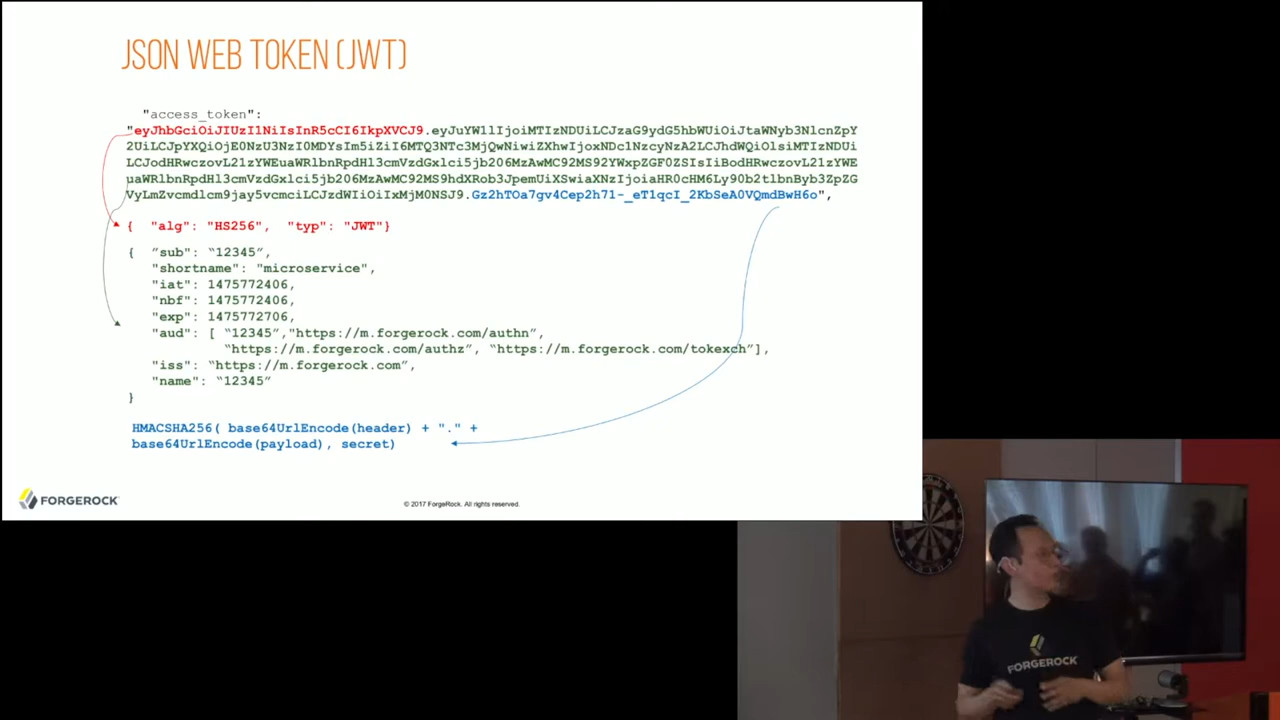 JSON WEB TOKEN (JWT)
"access_token":
"eyJhbGciOiJIUzI1NiIsInR5cCI6IkpXVCJ9.eyJuYW1lIjoiMTIzNDUiLCJzaG9ydG5hbWUiOiJtaWNyb3NlcnZpY
2UiLCJpYXQiOjE0NzU3NzI0MDYsIm5iZiI6MTQ3NTc3MjQwNiwiZXhwIjoxNDc1NzcyNzA2LCJhdWQiOlsiMTIzNDUi
LCJodHRwczovL21zYWEuaWRlbnRpdHl3cmVzdGxlci5jb206MzAwMC92MS92YWxpZGF0ZSIsIiBodHRwczovL21zYWE
uaWRlbnRpdHl3cmVzdGxlci5jb206MzAwMC92MS9hdXRob3JpemUiXSwiaXNzIjoiaHR0cHM6Ly90b2tlbnByb3ZpZG
VyLmZvcmdlcm9jay5vcmciLCJzdWIiOiIxMjM0NSJ9.Gz2hTOa7gv4Cep2h71-_eT1qcI_2KbSeA0VQmdBwH6o",
{ "alg": "HS256", "typ": "JWT"}
{ "sub": "12345",
"shortname": "microservice",
"iat": 1475772406,
"nbf": 1475772406,
"exp": 1475772706,
"aud": [ "12345","https://m.forgerock.com/authn",
"https://m.forgerock.com/authz", "https://m.forgerock.com/tokexch"],
"iss": "https://m.forgerock.com",
"name": "12345"
}
HMACSHA256( base64UrlEncode(header) + "." +
base64UrlEncode(payload), secret)
FORGEROCK
© 2017 ForgeRock. All rights reserved.
FORGEROCK